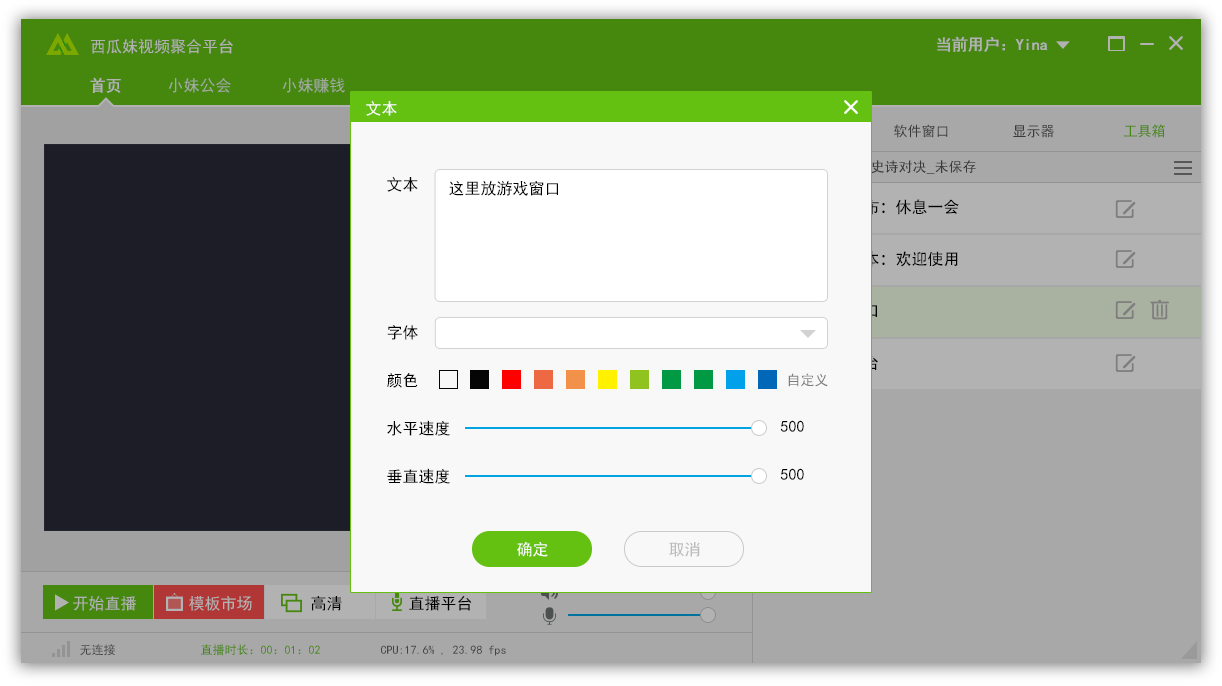 西瓜妹视频聚合平台
当前用户：Yina
首页 小妹公会 小妹赚钱
文本
软件窗口 显示器 工具箱
史诗对决_未保存
文本 这里放游戏窗口
：休息一会
：欢迎使用
口
字体
台
颜色 自定义
水平速度 500
垂直速度 500
确定 取消
开始直播 模板市场 高清 直播平台
无连接 直播时长：00：01：02 CPU:17.6% , 23.98 fps